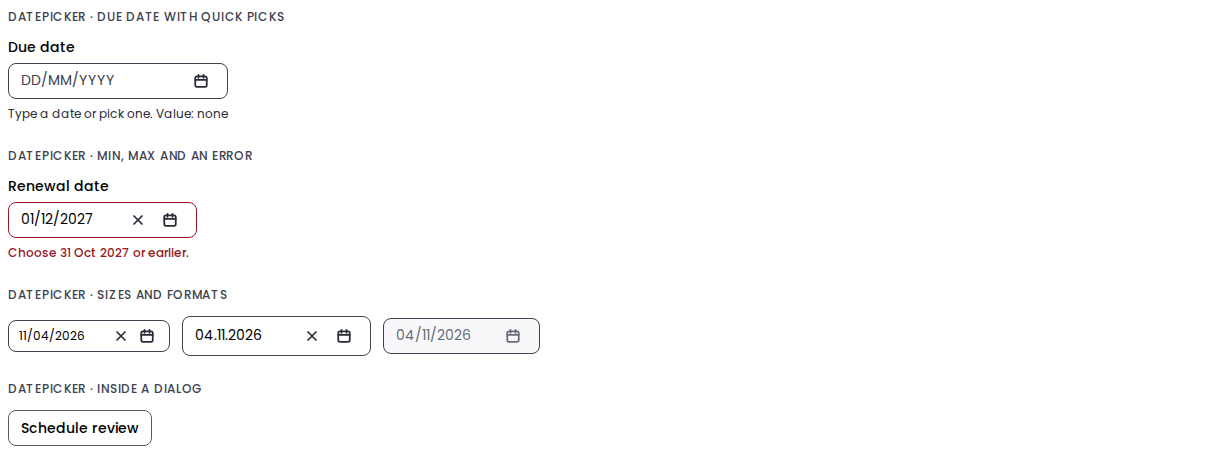 DATEPICKER · DUE DATE WITH QUICK PICKS
Due date
DD/MM/YYYY
Type a date or pick one. Value: none
DATEPICKER · MIN, MAX AND AN ERROR
Renewal date
01/12/2027
Choose 31 Oct 2027 or earlier.
DATEPICKER · SIZES AND FORMATS
11/04/2026 04.11.2026 04/11/2026
DATEPICKER · INSIDE A DIALOG
Schedule review